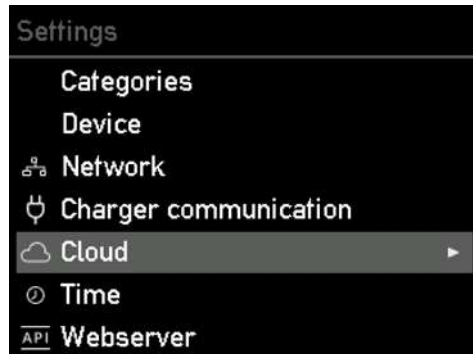 Settings
Categories
Device
Network
Charger communication
Cloud
Time
API Webserver